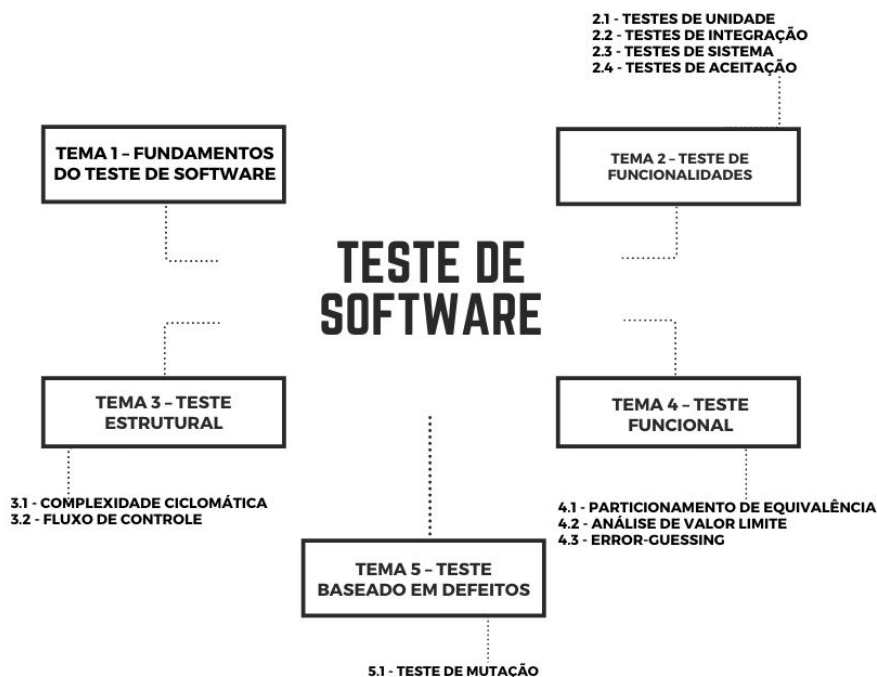 2.1 - TESTES DE UNIDADE
2.2 - TESTES DE INTEGRAÇÃO
2.3 - TESTES DE SISTEMA
2.4 - TESTES DE ACEITAÇÃO
TEMA 1 – FUNDAMENTOS
DO TESTE DE SOFTWARE
TEMA 2 – TESTE DE
FUNCIONALIDADES
TESTE DE
SOFTWARE
TEMA 3 – TESTE
ESTRUTURAL
TEMA 4 – TESTE
FUNCIONAL
3.1 - COMPLEXIDADE CICLOMÁTICA
3.2 - FLUXO DE CONTROLE
4.1 - PARTICIONAMENTO DE EQUIVALÊNCIA
4.2 - ANÁLISE DE VALOR LIMITE
4.3 - ERROR-GUESSING
TEMA 5 – TESTE
BASEADO EM DEFEITOS
5.1 - TESTE DE MUTAÇÃO